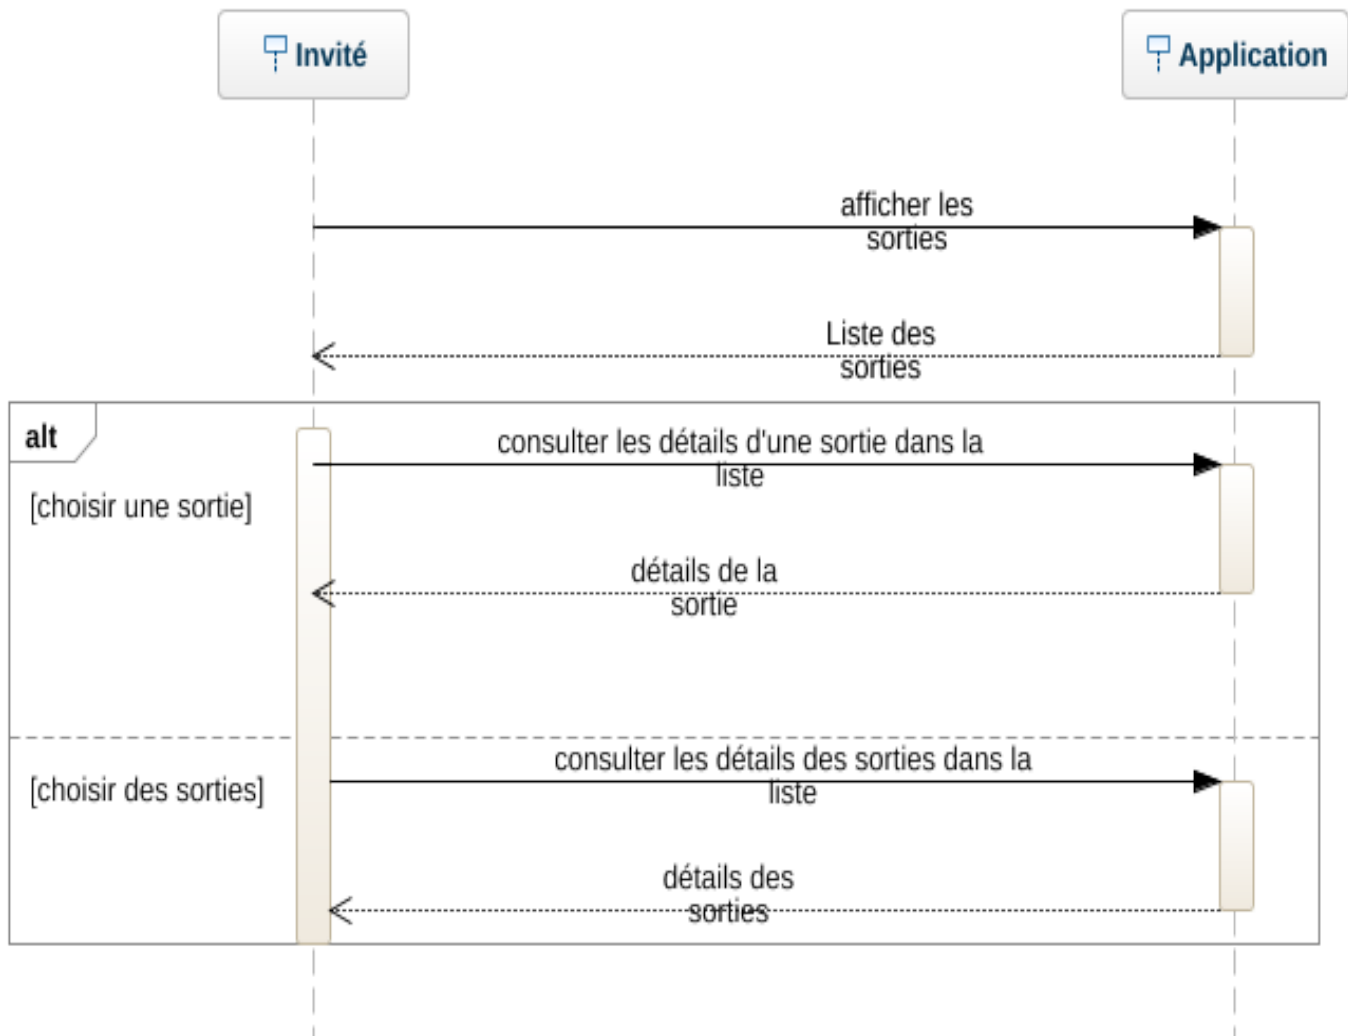 Invité
Application
afficher les
sorties
Liste des
sorties
alt
consulter les détails d'une sortie dans la
liste
[choisir une sortie]
détails de la
sortie
consulter les détails des sorties dans la
liste
[choisir des sorties]
détails des
sorties